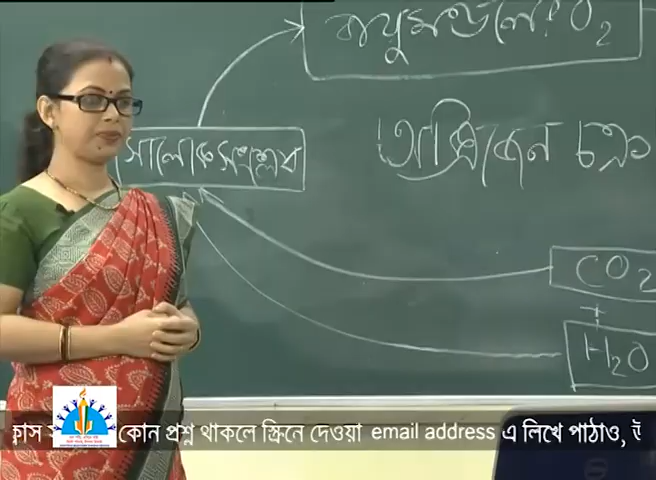 বায়ুমণ্ডলের O₂
অক্সিজেন চক্র
সালোকসংশ্লেষ
CO₂
+
H₂O
ক্লাস কোন প্রশ্ন থাকলে স্ক্রিনে দেওয়া email address এ লিখে পাঠাও,